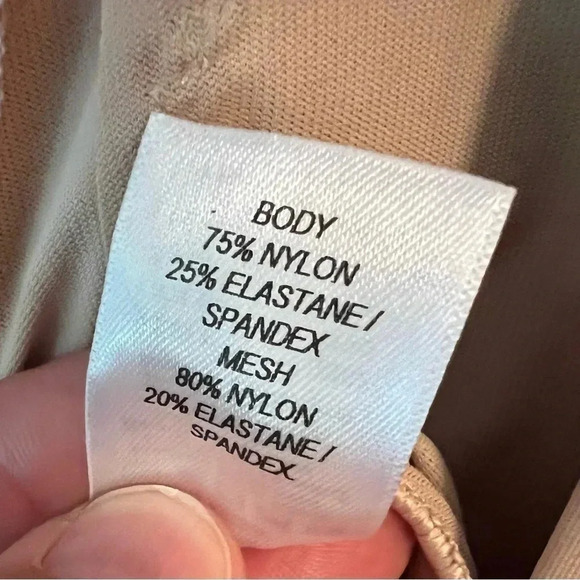 BODY
75% NYLON
25% ELASTANE/
SPANDEX
MESH
80% NYLON
20% ELASTANE/
SPANDEX